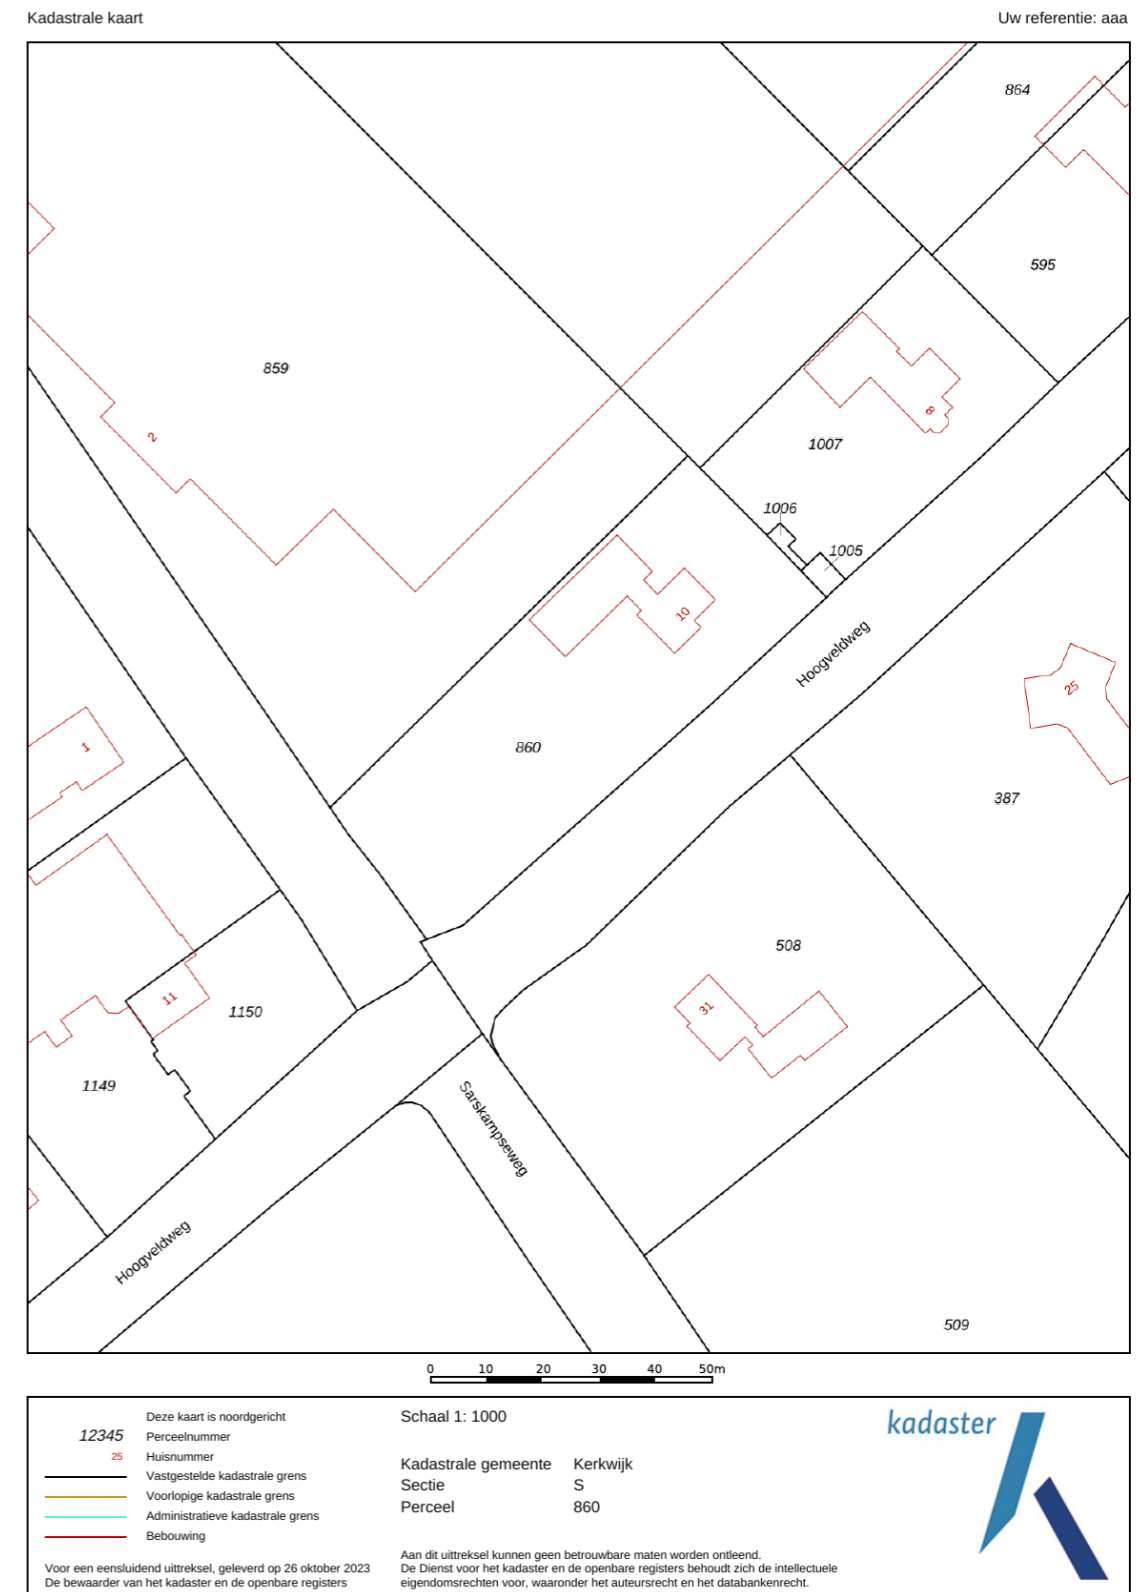 Kadastrale kaart
Uw referentie: aaa
864
595
859
2
8
1007
1006
1005
10
Hoogveldweg
25
1
860
387
508
11
1150
31
1149
Sarskampseweg
Hoogveldweg
509
0 10 20 30 40 50m
Deze kaart is noordgericht
12345 Perceelnummer
25 Huisnummer
Vastgestelde kadastrale grens
Voorlopige kadastrale grens
Administratieve kadastrale grens
Bebouwing
Voor een eensluidend uittreksel, geleverd op 26 oktober 2023
De bewaarder van het kadaster en de openbare registers
Schaal 1: 1000
Kadastrale gemeente Kerkwijk
Sectie S
Perceel 860
Aan dit uittreksel kunnen geen betrouwbare maten worden ontleend.
De Dienst voor het kadaster en de openbare registers behoudt zich de intellectuele
eigendomsrechten voor, waaronder het auteursrecht en het databankenrecht.
kadaster